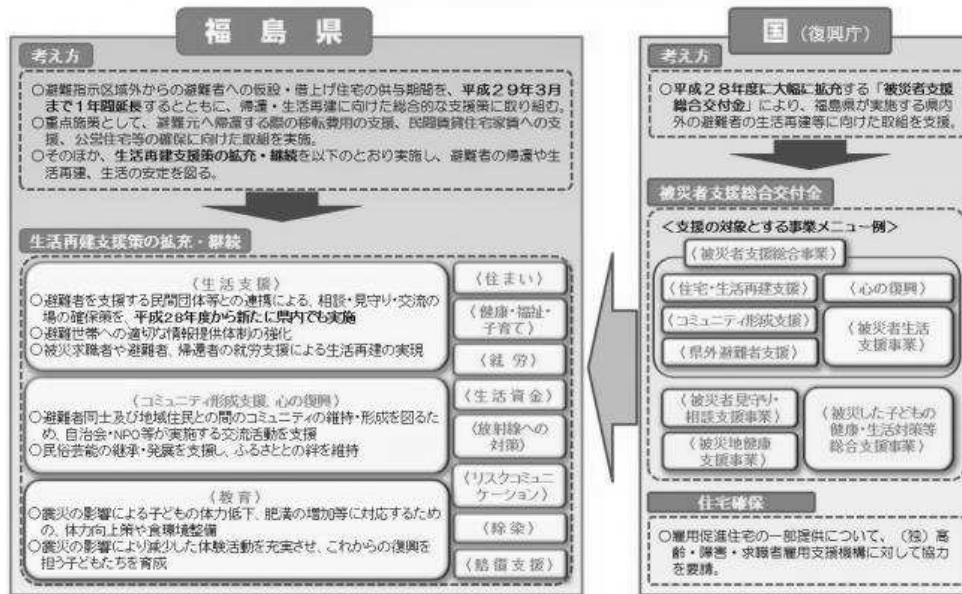 福島県
考え方
○避難指示区域外からの避難者への仮設・借上げ住宅の供与期間を、平成29年3月
まで1年間延長するとともに、帰還・生活再建に向けた総合的な支援策に取り組む。
○重点施策として、避難元へ帰還する際の移転費用の支援、民間賃貸住宅家賃への支
援、公営住宅等の確保に向けた取組を実施。
○そのほか、生活再建支援策の拡充・継続を以下のとおり実施し、避難者の帰還や生
活再建、生活の安定を図る。
生活再建支援策の拡充・継続
〈生活支援〉
○避難者を支援する民間団体等との連携による、相談・見守り・交流の
場の確保策を、平成28年度から新たに県内でも実施
○避難世帯への適切な情報提供体制の強化
○被災求職者や避難者、帰還者の就労支援による生活再建の実現
〈コミュニティ形成支援、心の復興〉
○避難者同士及び地域住民との間のコミュニティの維持・形成を図るた
め、自治会・NPO等が実施する交流活動を支援
○民俗芸能の継承・発展を支援し、ふるさととの絆を維持
〈教育〉
○震災の影響による子どもの体力低下、肥満の増加等に対応するため
の、体力向上策や食環境整備
○震災の影響により減少した体験活動を充実させ、これからの復興を
担う子どもたちを育成
〈住まい〉
〈健康・福祉・
子育て〉
〈就労〉
〈生活資金〉
〈放射線への
対策〉
〈リスクコミュニ
ケーション〉
〈除染〉
〈賠償支援〉
国(復興庁)
考え方
○平成28年度に大幅に拡充する「被災者支援
総合交付金」により、福島県が実施する県内
外の避難者の生活再建等に向けた取組を支援。
被災者支援総合交付金
<支援の対象とする事業メニュー例>
〈被災者支援総合事業〉
〈住宅・生活再建支援〉
〈心の復興〉
〈コミュニティ形成支援〉
〈被災者生活
支援事業〉
〈県外避難者支援〉
〈被災者見守り・
相談支援事業〉
〈被災した子どもの
健康・生活対策等
総合支援事業〉
〈被災地健康
支援事業〉
住宅確保
○雇用促進住宅の一部提供について、(独)高
齢・障害・求職者雇用支援機構に対して協力
を要請。